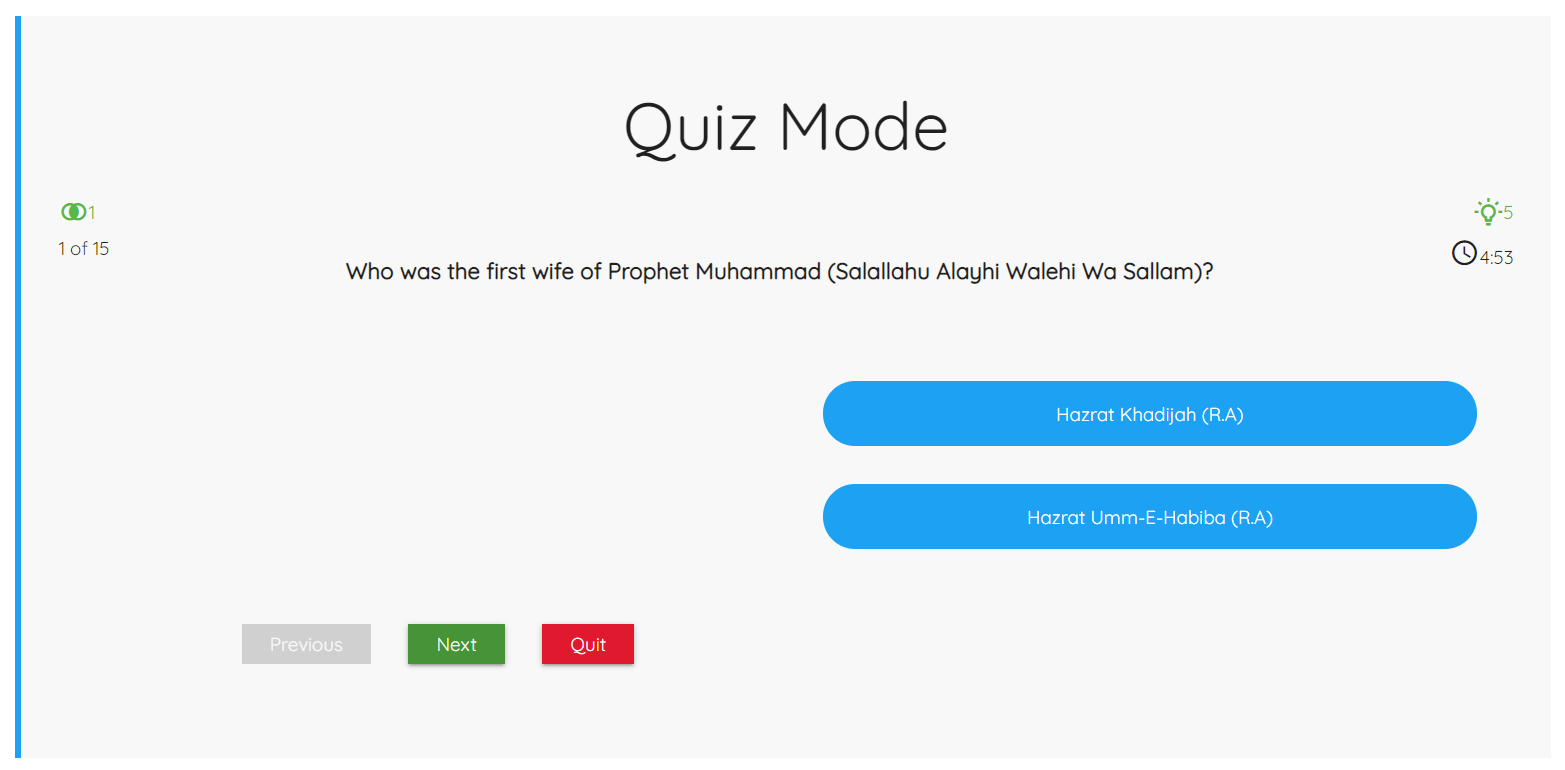 Quiz Mode
1
5
1 of 15
4:53
Who was the first wife of Prophet Muhammad (Salallahu Alayhi Walehi Wa Sallam)?
Hazrat Khadijah (R.A)
Hazrat Umm-E-Habiba (R.A)
Previous
Next
Quit